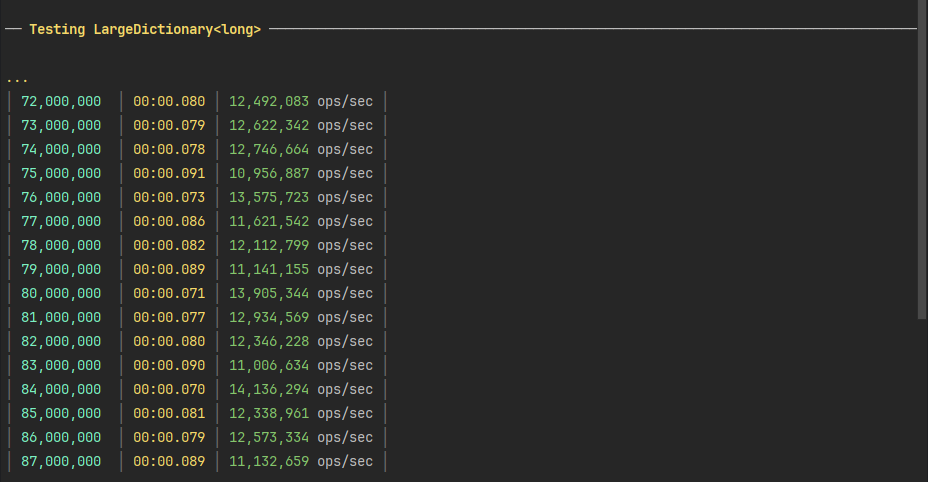 Testing LargeDictionary<long>
...
| 72,000,000 | 00:00.080 | 12,492,083 ops/sec |
| 73,000,000 | 00:00.079 | 12,622,342 ops/sec |
| 74,000,000 | 00:00.078 | 12,746,664 ops/sec |
| 75,000,000 | 00:00.091 | 10,956,887 ops/sec |
| 76,000,000 | 00:00.073 | 13,575,723 ops/sec |
| 77,000,000 | 00:00.086 | 11,621,542 ops/sec |
| 78,000,000 | 00:00.082 | 12,112,799 ops/sec |
| 79,000,000 | 00:00.089 | 11,141,155 ops/sec |
| 80,000,000 | 00:00.071 | 13,905,344 ops/sec |
| 81,000,000 | 00:00.077 | 12,934,569 ops/sec |
| 82,000,000 | 00:00.080 | 12,346,228 ops/sec |
| 83,000,000 | 00:00.090 | 11,006,634 ops/sec |
| 84,000,000 | 00:00.070 | 14,136,294 ops/sec |
| 85,000,000 | 00:00.081 | 12,338,961 ops/sec |
| 86,000,000 | 00:00.079 | 12,573,334 ops/sec |
| 87,000,000 | 00:00.089 | 11,132,659 ops/sec |